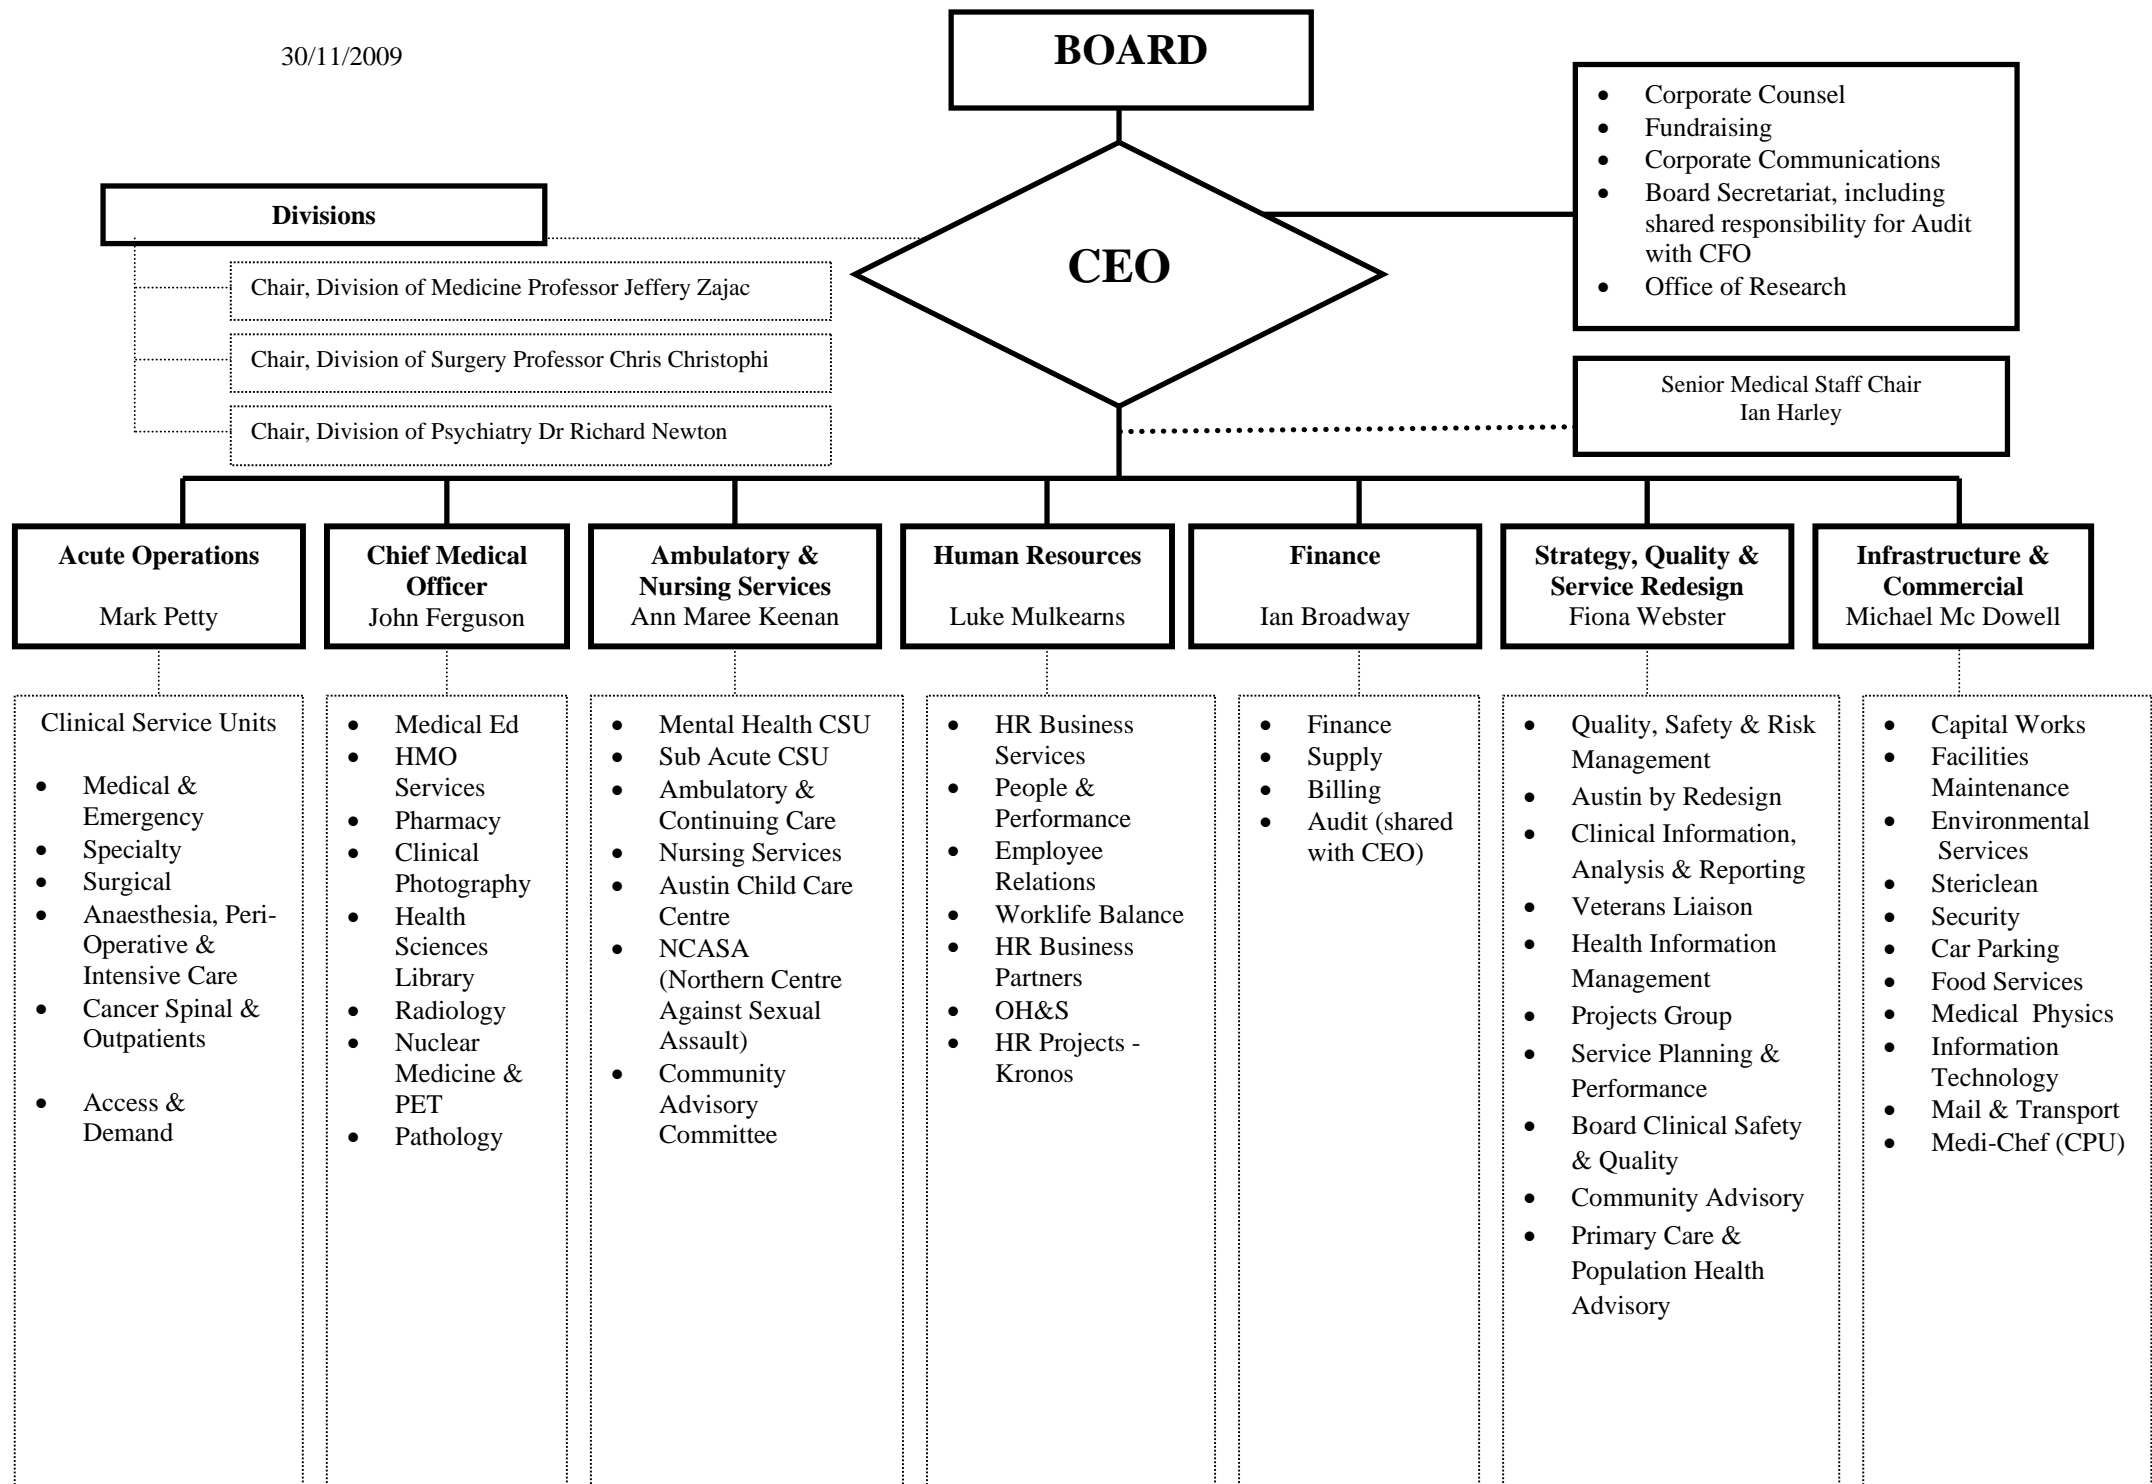 30/11/2009
BOARD
• Corporate Counsel
• Fundraising
• Corporate Communications
• Board Secretariat, including
shared responsibility for Audit
with CFO
• Office of Research
Divisions
CEO
Chair, Division of Medicine Professor Jeffery Zajac
Chair, Division of Surgery Professor Chris Christophi
Chair, Division of Psychiatry Dr Richard Newton
Senior Medical Staff Chair
Ian Harley
Acute Operations
Mark Petty
Chief Medical
Officer
John Ferguson
Ambulatory &
Nursing Services
Ann Maree Keenan
Human Resources
Luke Mulkearns
Finance
Ian Broadway
Strategy, Quality &
Service Redesign
Fiona Webster
Infrastructure &
Commercial
Michael Mc Dowell
Clinical Service Units
• Medical &
Emergency
• Specialty
• Surgical
• Anaesthesia, Peri-
Operative &
Intensive Care
• Cancer Spinal &
Outpatients
• Access &
Demand
• Medical Ed
• HMO
Services
• Pharmacy
• Clinical
Photography
• Health
Sciences
Library
• Radiology
• Nuclear
Medicine &
PET
• Pathology
• Mental Health CSU
• Sub Acute CSU
• Ambulatory &
Continuing Care
• Nursing Services
• Austin Child Care
Centre
• NCASA
(Northern Centre
Against Sexual
Assault)
• Community
Advisory
Committee
• HR Business
Services
• People &
Performance
• Employee
Relations
• Worklife Balance
• HR Business
Partners
• OH&S
• HR Projects -
Kronos
• Finance
• Supply
• Billing
• Audit (shared
with CEO)
• Quality, Safety & Risk
Management
• Austin by Redesign
• Clinical Information,
Analysis & Reporting
• Veterans Liaison
• Health Information
Management
• Projects Group
• Service Planning &
Performance
• Board Clinical Safety
& Quality
• Community Advisory
• Primary Care &
Population Health
Advisory
• Capital Works
• Facilities
Maintenance
• Environmental
Services
• Stericlean
• Security
• Car Parking
• Food Services
• Medical Physics
• Information
Technology
• Mail & Transport
• Medi-Chef (CPU)